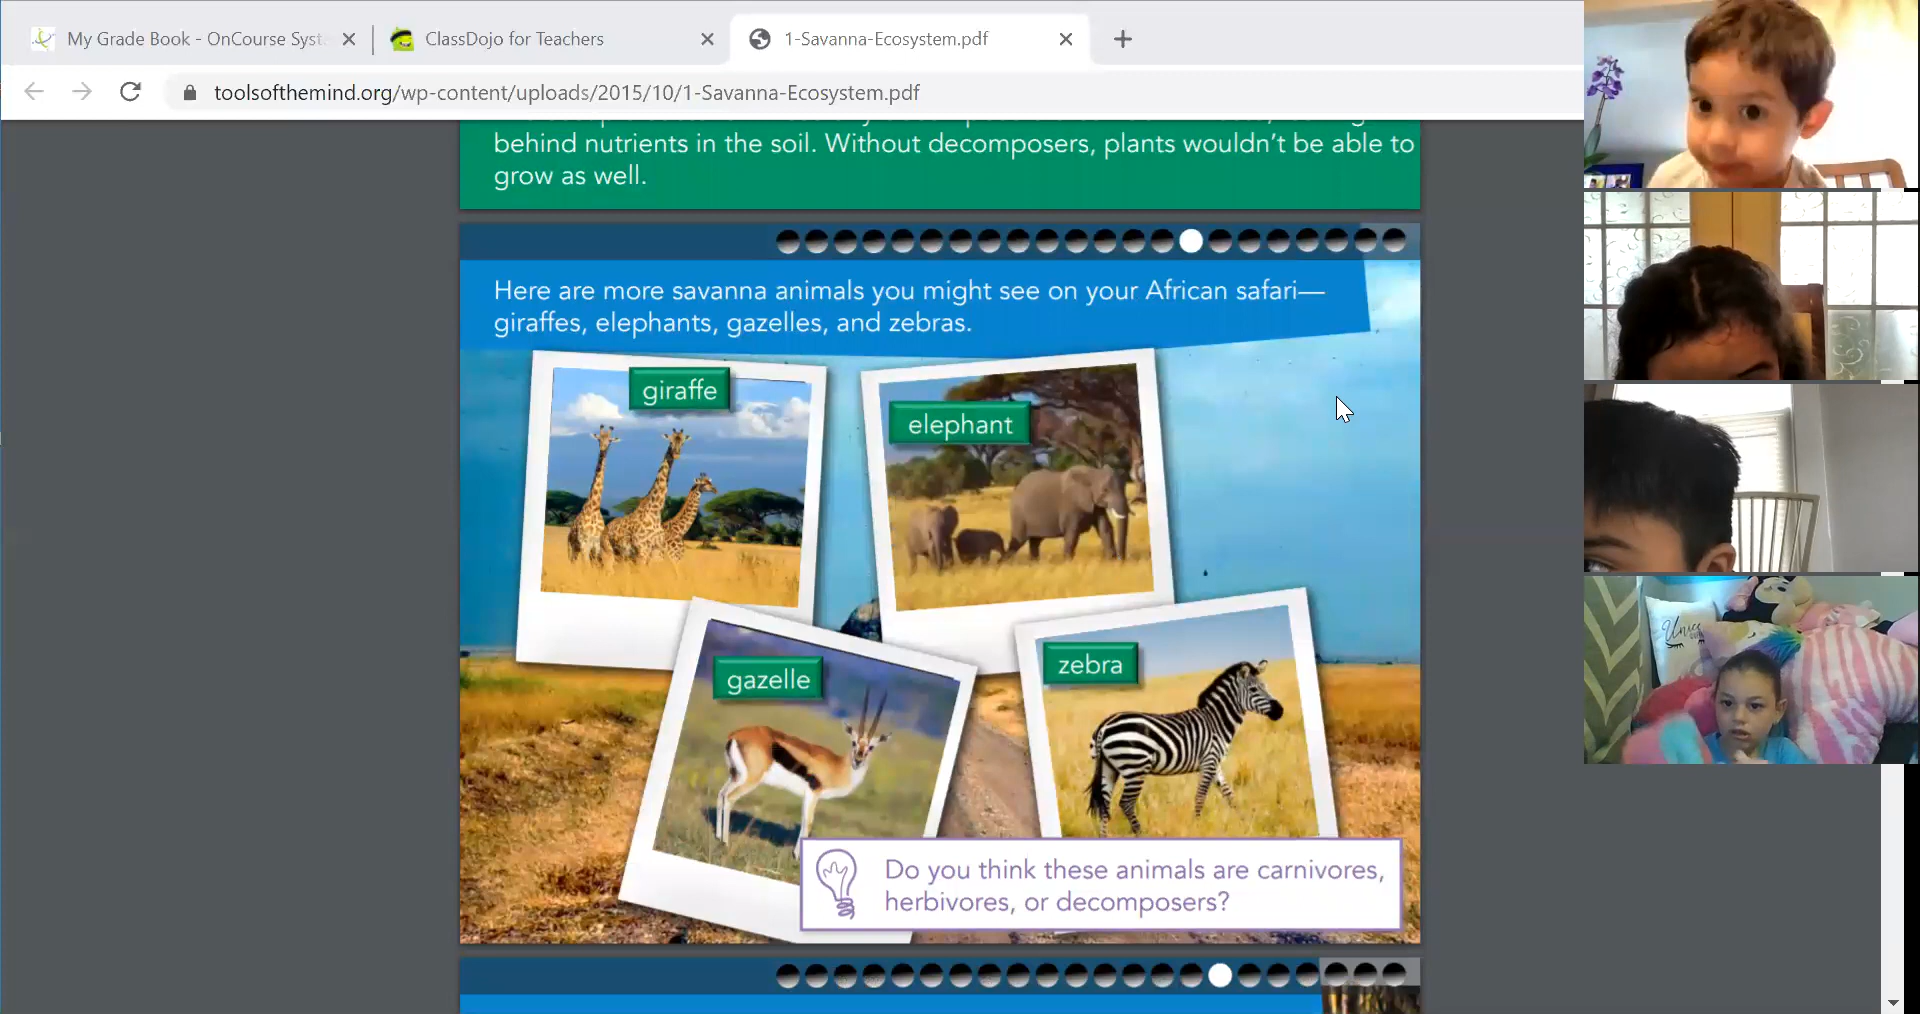 My Grade Book - OnCourse Syst
ClassDojo for Teachers
1-Savanna-Ecosystem.pdf
toolsofthemind.org/wp-content/uploads/2015/10/1-Savanna-Ecosystem.pdf
behind nutrients in the soil. Without decomposers, plants wouldn't be able to
grow as well.
Here are more savanna animals you might see on your African safari—
giraffes, elephants, gazelles, and zebras.
giraffe
elephant
gazelle
zebra
Do you think these animals are carnivores,
herbivores, or decomposers?